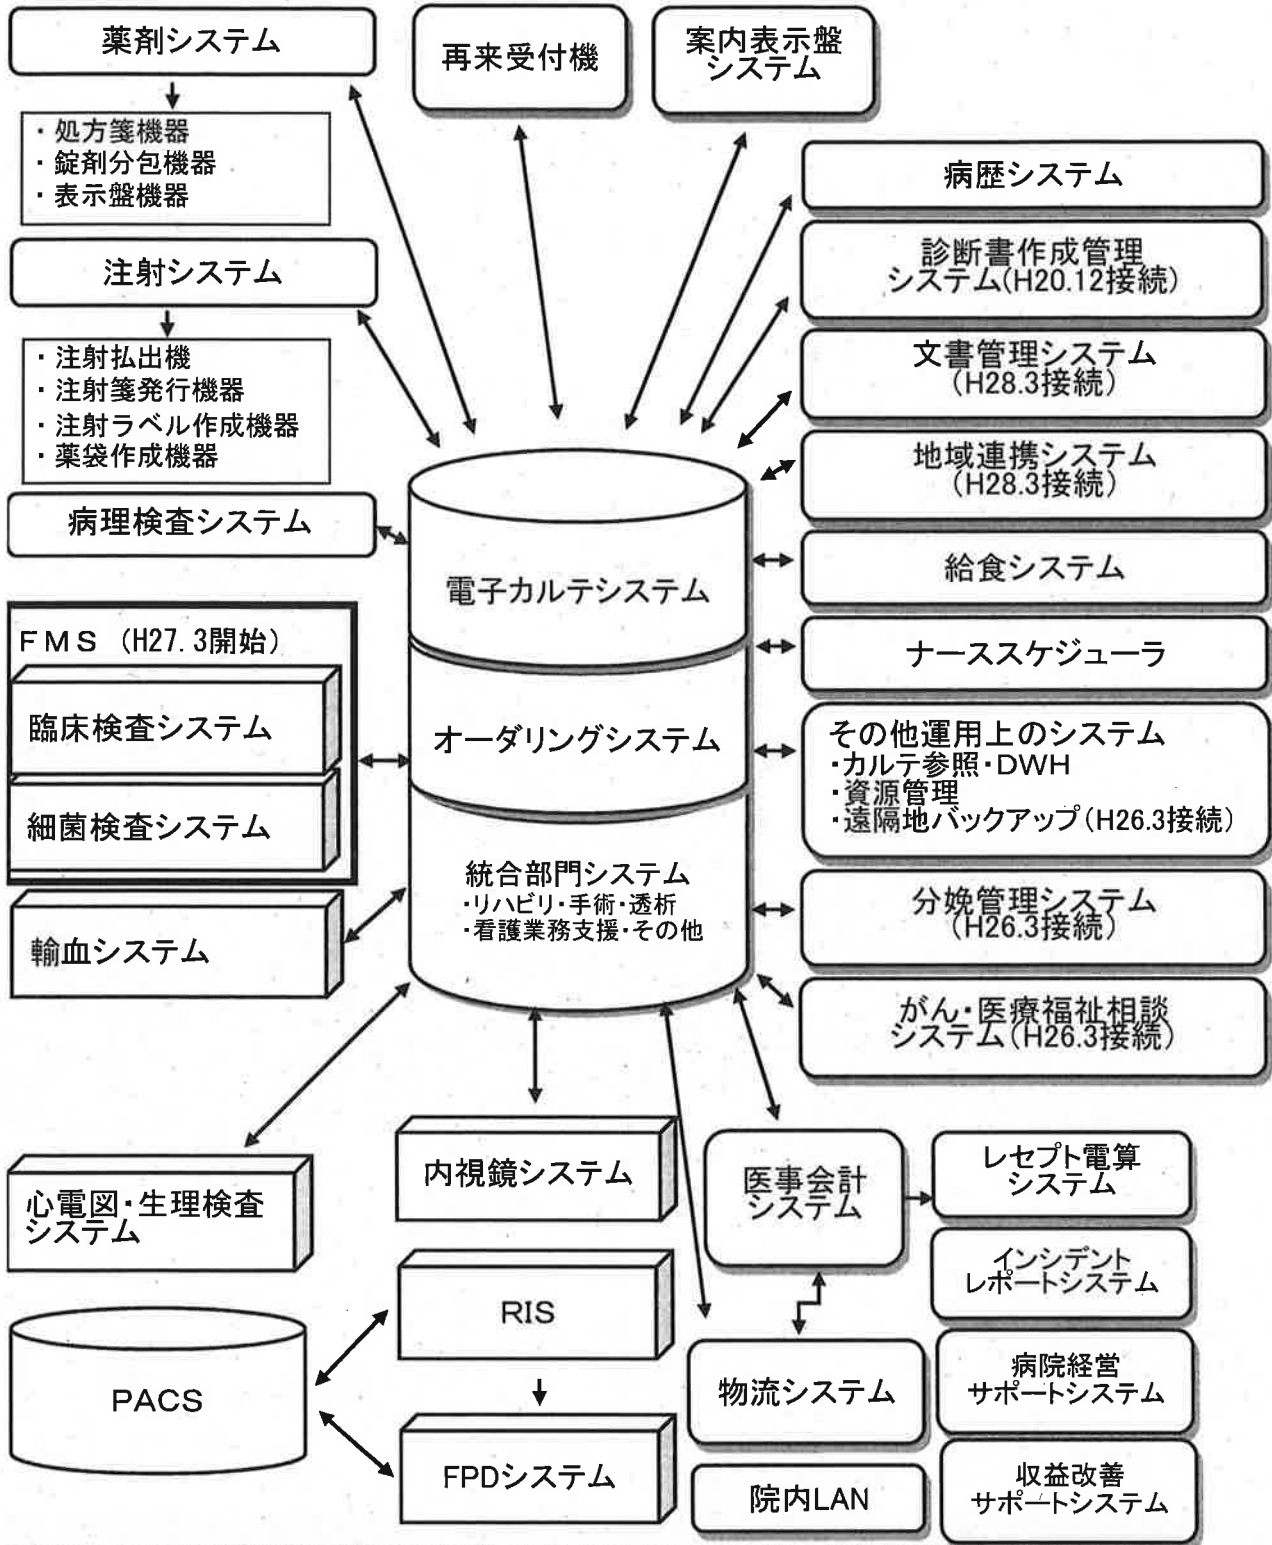 薬剤システム
・処方箋機器
・錠剤分包機器
・表示盤機器
注射システム
・注射払出機
・注射箋発行機器
・注射ラベル作成機器
・薬袋作成機器
病理検査システム
FMS (H27.3開始)
臨床検査システム
細菌検査システム
輸血システム
心電図・生理検査
システム
PACS
再来受付機
案内表示盤
システム
電子カルテシステム
オーダリングシステム
統合部門システム
・リハビリ・手術・透析
・看護業務支援・その他
内視鏡システム
RIS
FPDシステム
病歴システム
診断書作成管理
システム(H20.12接続)
文書管理システム
(H28.3接続)
地域連携システム
(H28.3接続)
給食システム
ナーススケジューラ
その他運用上のシステム
・カルテ参照・DWH
・資源管理
・遠隔地バックアップ(H26.3接続)
分娩管理システム
(H26.3接続)
がん・医療福祉相談
システム(H26.3接続)
医事会計
システム
物流システム
院内LAN
レセプト電算
システム
インシデント
レポートシステム
病院経営
サポートシステム
収益改善
サポートシステム